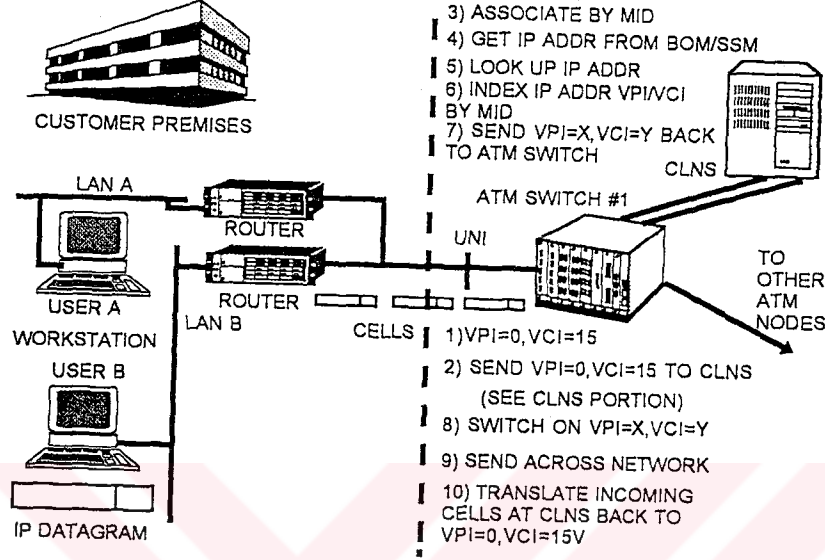 3) ASSOCIATE BY MID
4) GET IP ADDR FROM BOM/SSM
5) LOOK UP IP ADDR
6) INDEX IP ADDR VPI/VCI
BY MID
7) SEND VPI=X,VCI=Y BACK
TO ATM SWITCH
CLNS
CUSTOMER PREMISES
LAN A
ROUTER
ATM SWITCH #1
UNI
USER A
ROUTER
LAN B
CELLS
TO
OTHER
ATM
NODES
WORKSTATION
USER B
IP DATAGRAM
1)VPI=0,VCI=15
2) SEND VPI=0,VCI=15 TO CLNS
(SEE CLNS PORTION)
8) SWITCH ON VPI=X,VCI=Y
9) SEND ACROSS NETWORK
10) TRANSLATE INCOMING
CELLS AT CLNS BACK TO
VPI=0,VCI=15V